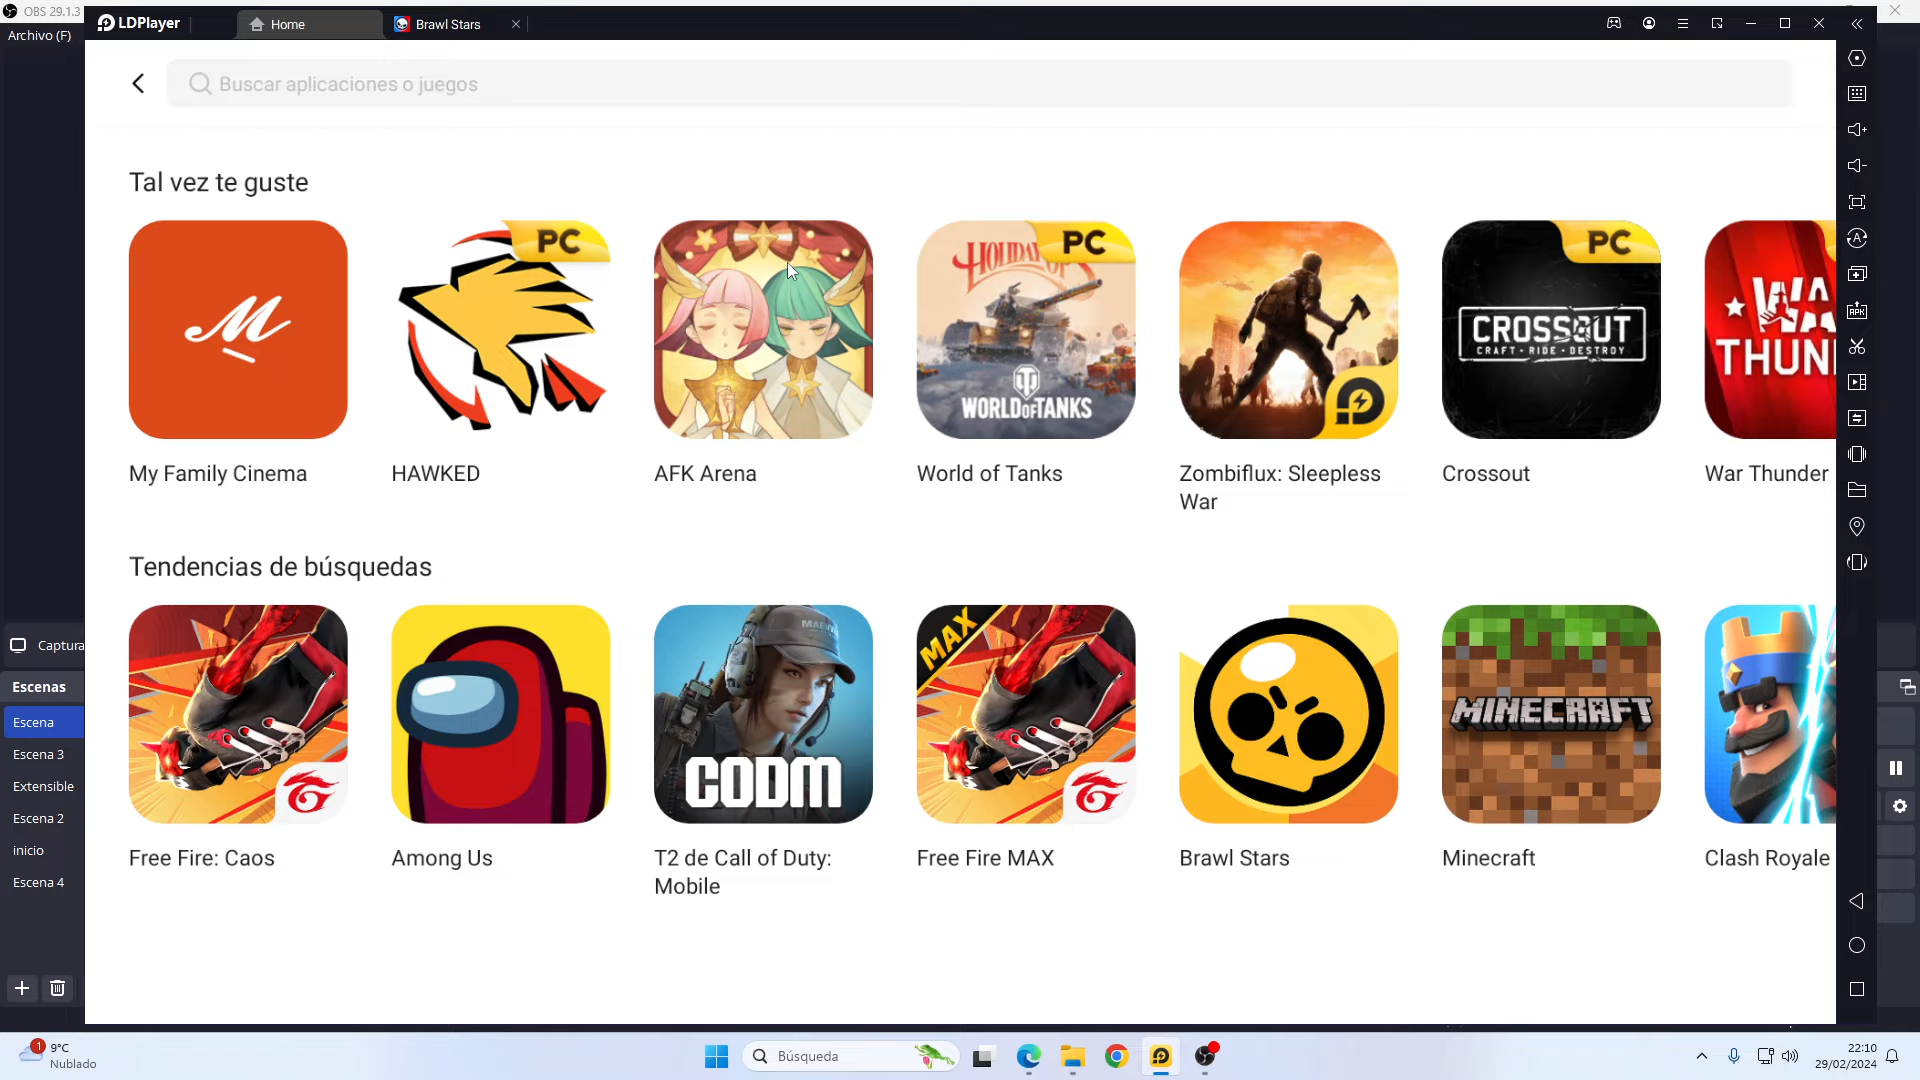 OBS 29.1.3
LDPlayer
Home
Brawl Stars
Archivo (F)
Buscar aplicaciones o juegos
Tal vez te guste
PC
HOLIDAY
PC
WORLD OF TANKS
CROSSOUT
CRAFT • RIDE • DESTROY
PC
WA
THUN
My Family Cinema
HAWKED
AFK Arena
World of Tanks
Zombiflux: Sleepless
War
Crossout
War Thunder
Tendencias de búsquedas
CODM
MAX
MINECRAFT
Free Fire: Caos
Among Us
T2 de Call of Duty:
Mobile
Free Fire MAX
Brawl Stars
Minecraft
Clash Royale
Captura
Escenas
Escena
Escena 3
Extensible
Escena 2
inicio
Escena 4
APK
1
9°C
Nublado
Búsqueda
22:10
29/02/2024